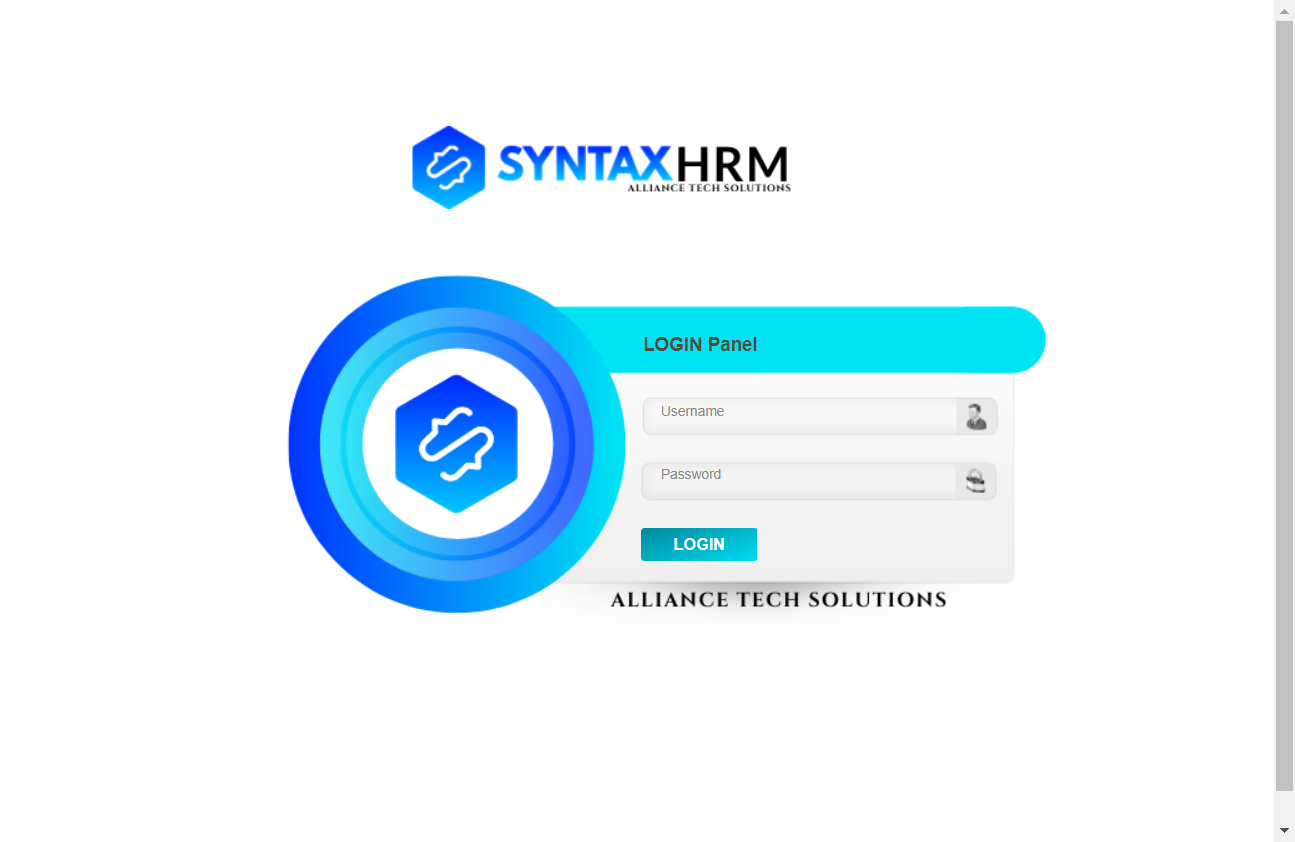 SYNTAXHRM
ALLIANCE TECH SOLUTIONS
LOGIN Panel
Username
Password
LOGIN
ALLIANCE TECH SOLUTIONS